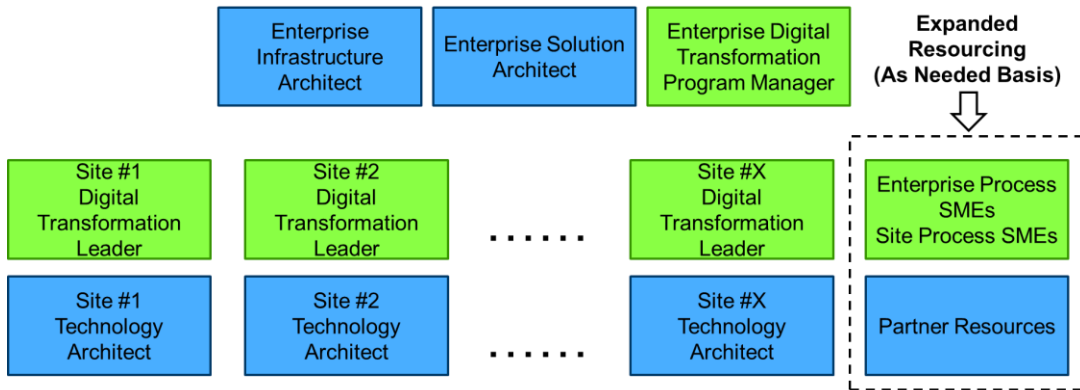 Enterprise
Infrastructure
Architect
Enterprise Solution
Architect
Enterprise Digital
Transformation
Program Manager
Expanded
Resourcing
(As Needed Basis)
Site #1
Digital
Transformation
Leader
Site #2
Digital
Transformation
Leader
......
Site #X
Digital
Transformation
Leader
Enterprise Process
SMEs
Site Process SMEs
Site #1
Technology
Architect
Site #2
Technology
Architect
......
Site #X
Technology
Architect
Partner Resources